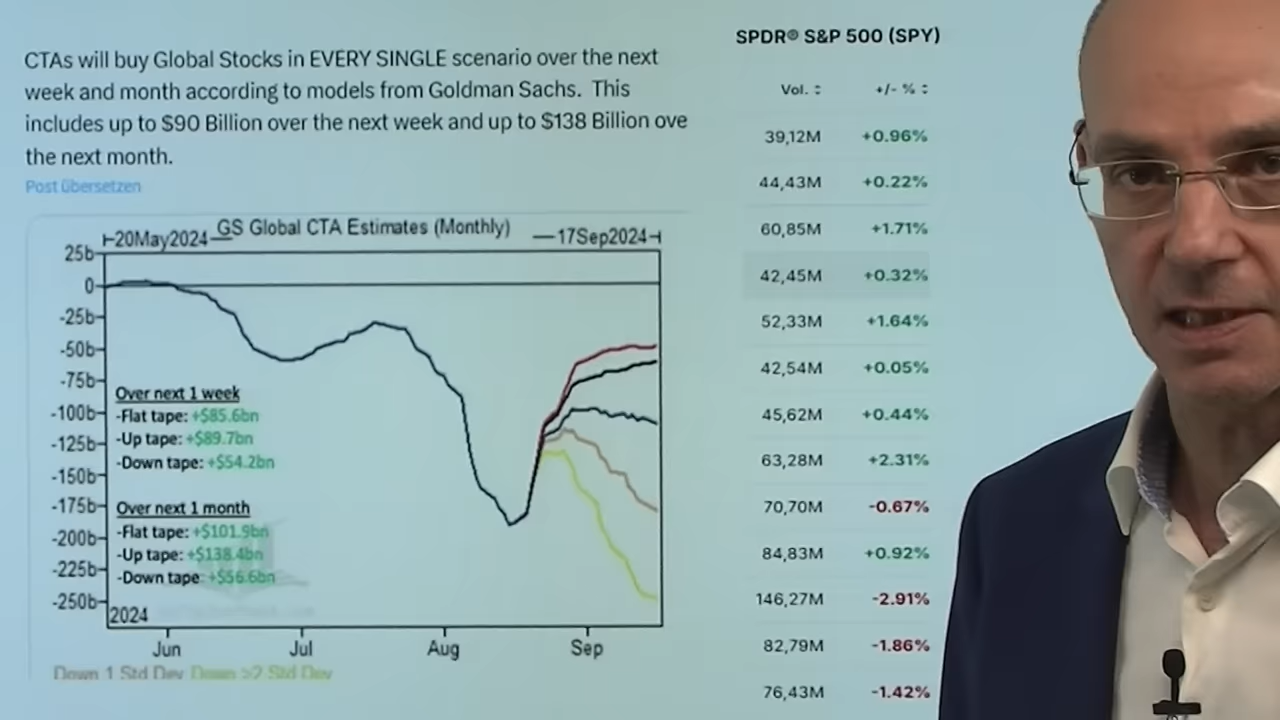 CTAs will buy Global Stocks in EVERY SINGLE scenario over the next
week and month according to models from Goldman Sachs. This
includes up to $90 Billion over the next week and up to $138 Billion ove
the next month.
Post übersetzen
20May2024
GS Global CTA Estimates (Monthly)
17Sep2024
25b
0
-25b
-50b
-75b
-100b
-125b
-150b
-175b
-200b
-225b
-250b
Over next 1 week
-Flat tape: +$85.6bn
-Up tape: +$89.7bn
-Down tape: +$54.2bn
Over next 1 month
-Flat tape: +$101.9bn
-Up tape: +$138.4bn
-Down tape: +$56.6bn
2024
Jun Jul Aug Sep
Down 1 Std Dev Down >2 Std Dev
SPDR® S&P 500 (SPY)
Vol. +/- %
39,12M +0.96%
44,43M +0.22%
60,85M +1.71%
42,45M +0.32%
52,33M +1.64%
42,54M +0.05%
45,62M +0.44%
63,28M +2.31%
70,70M -0.67%
84,83M +0.92%
146,27M -2.91%
82,79M -1.86%
76,43M -1.42%